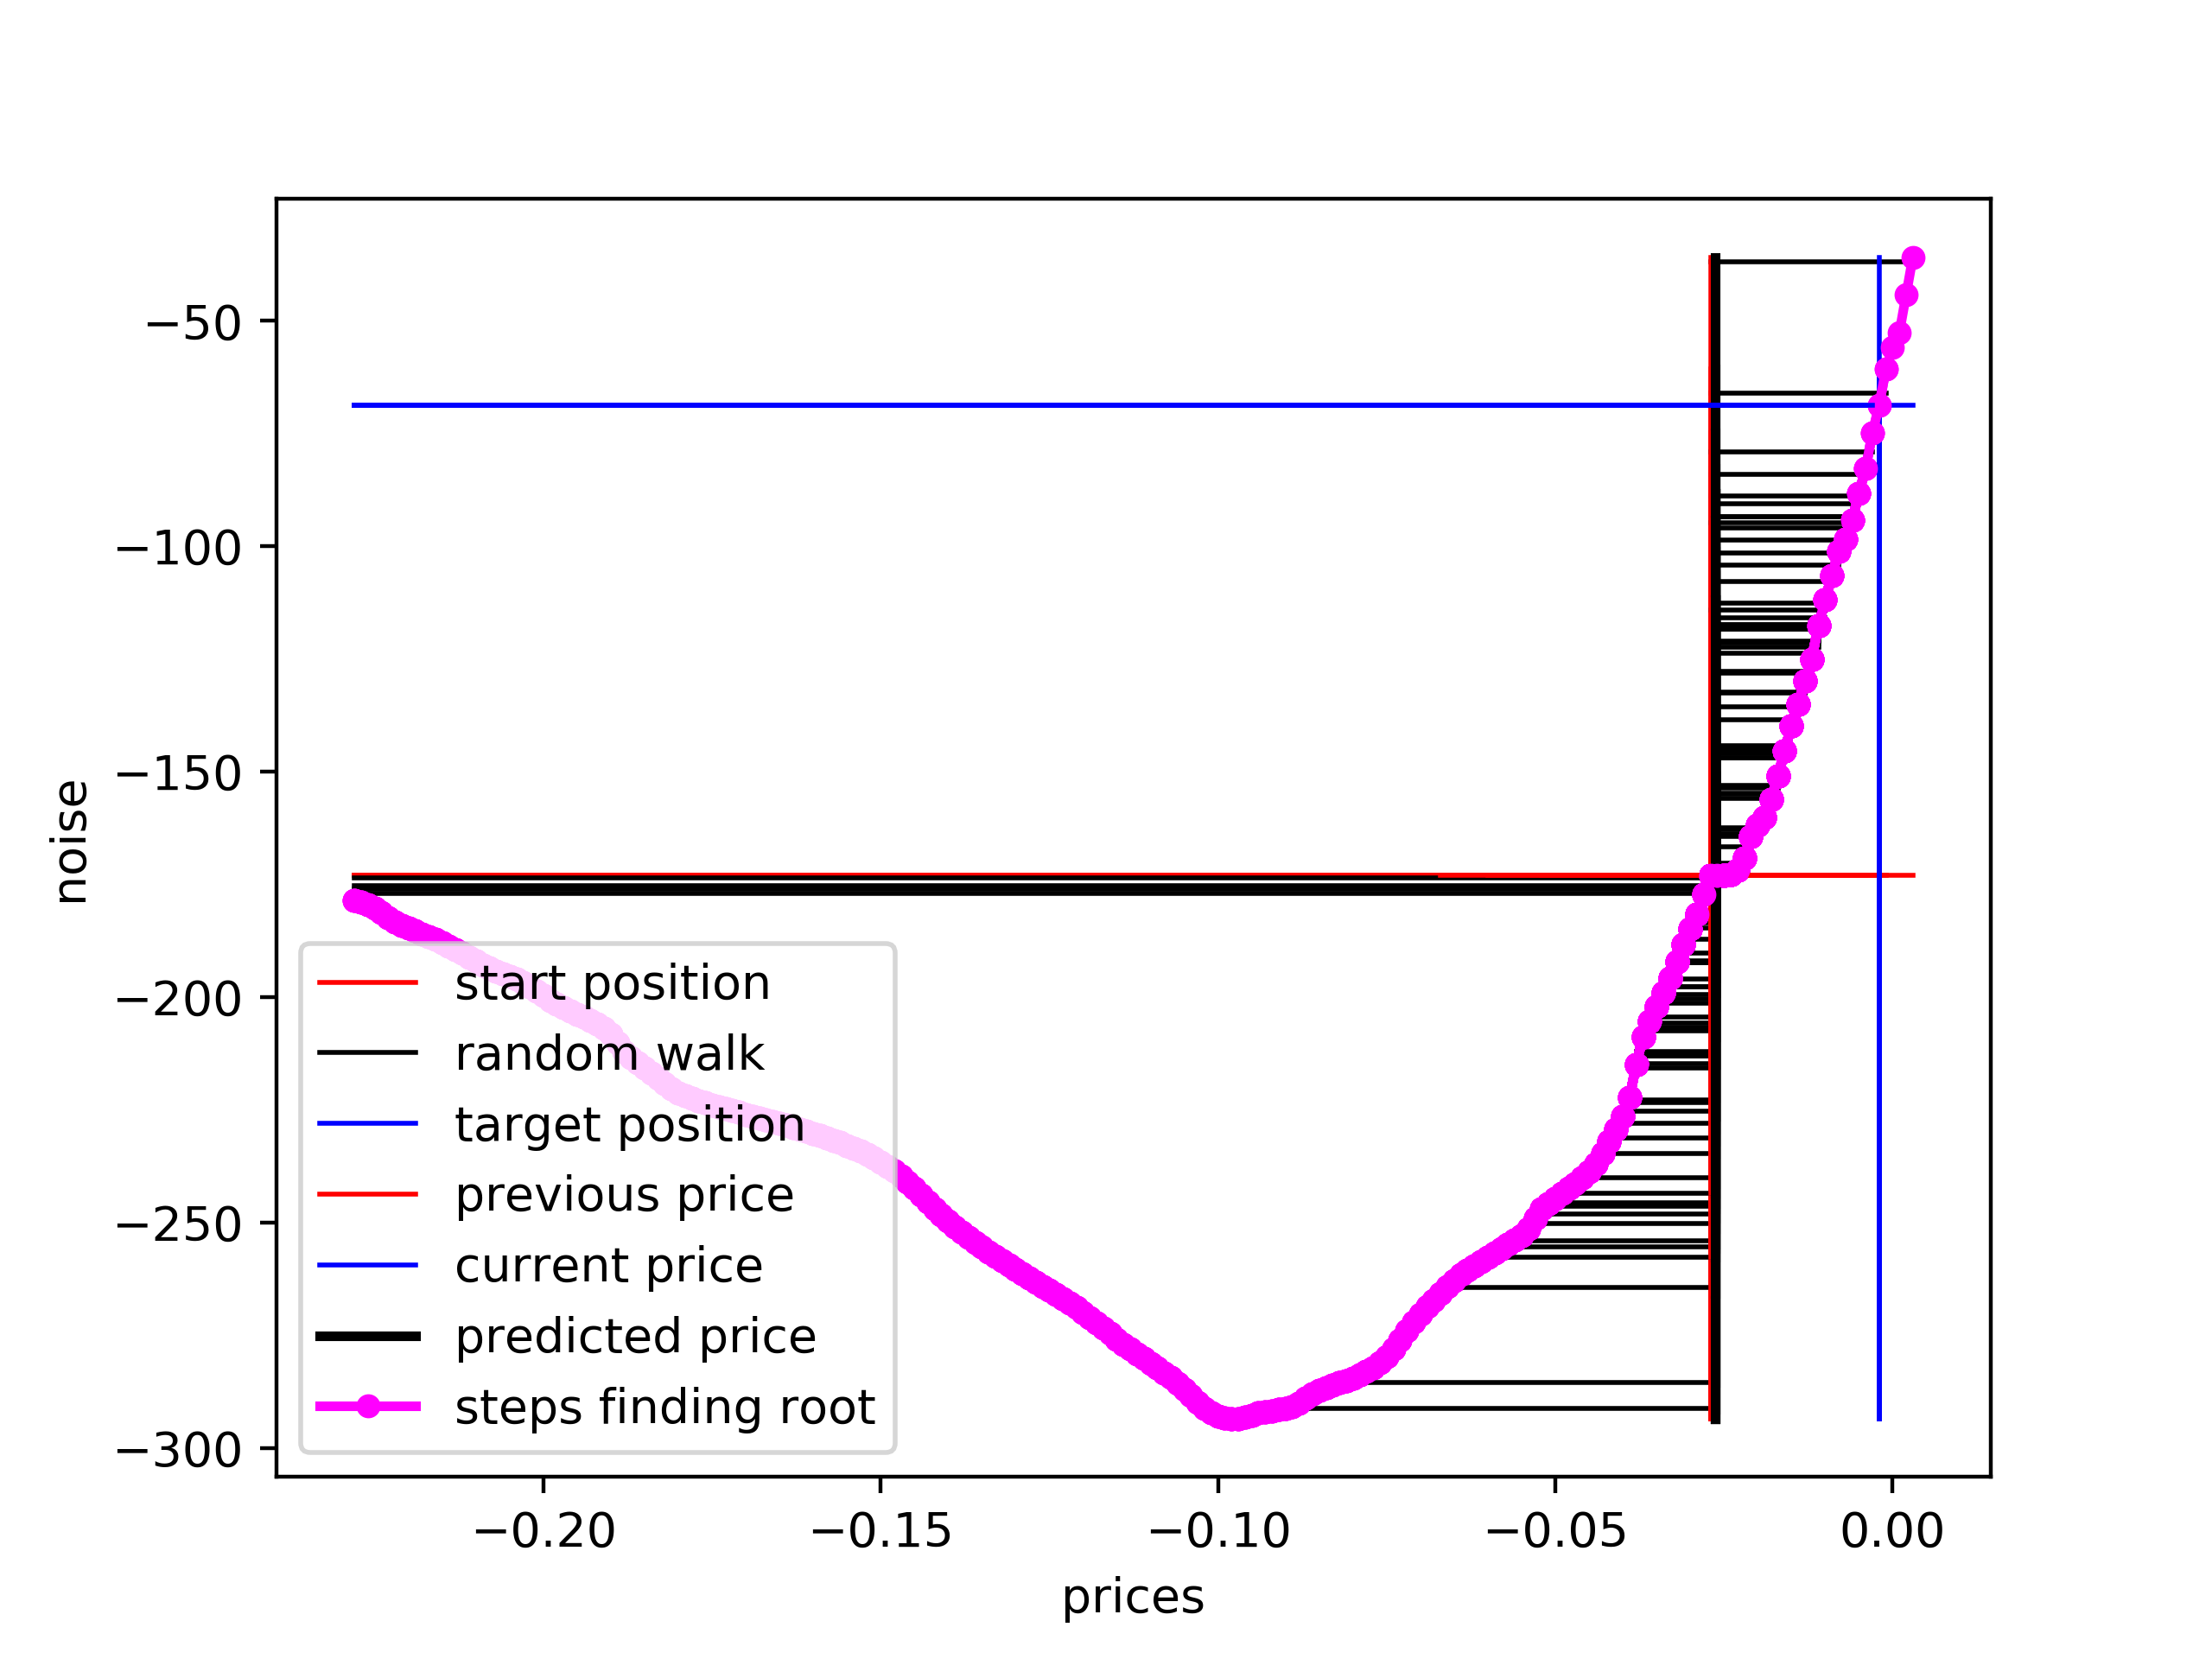 −50
−100
−150
−200
−250
−300
noise
start position
random walk
target position
previous price
current price
predicted price
steps finding root
−0.20
−0.15
−0.10
−0.05
0.00
prices